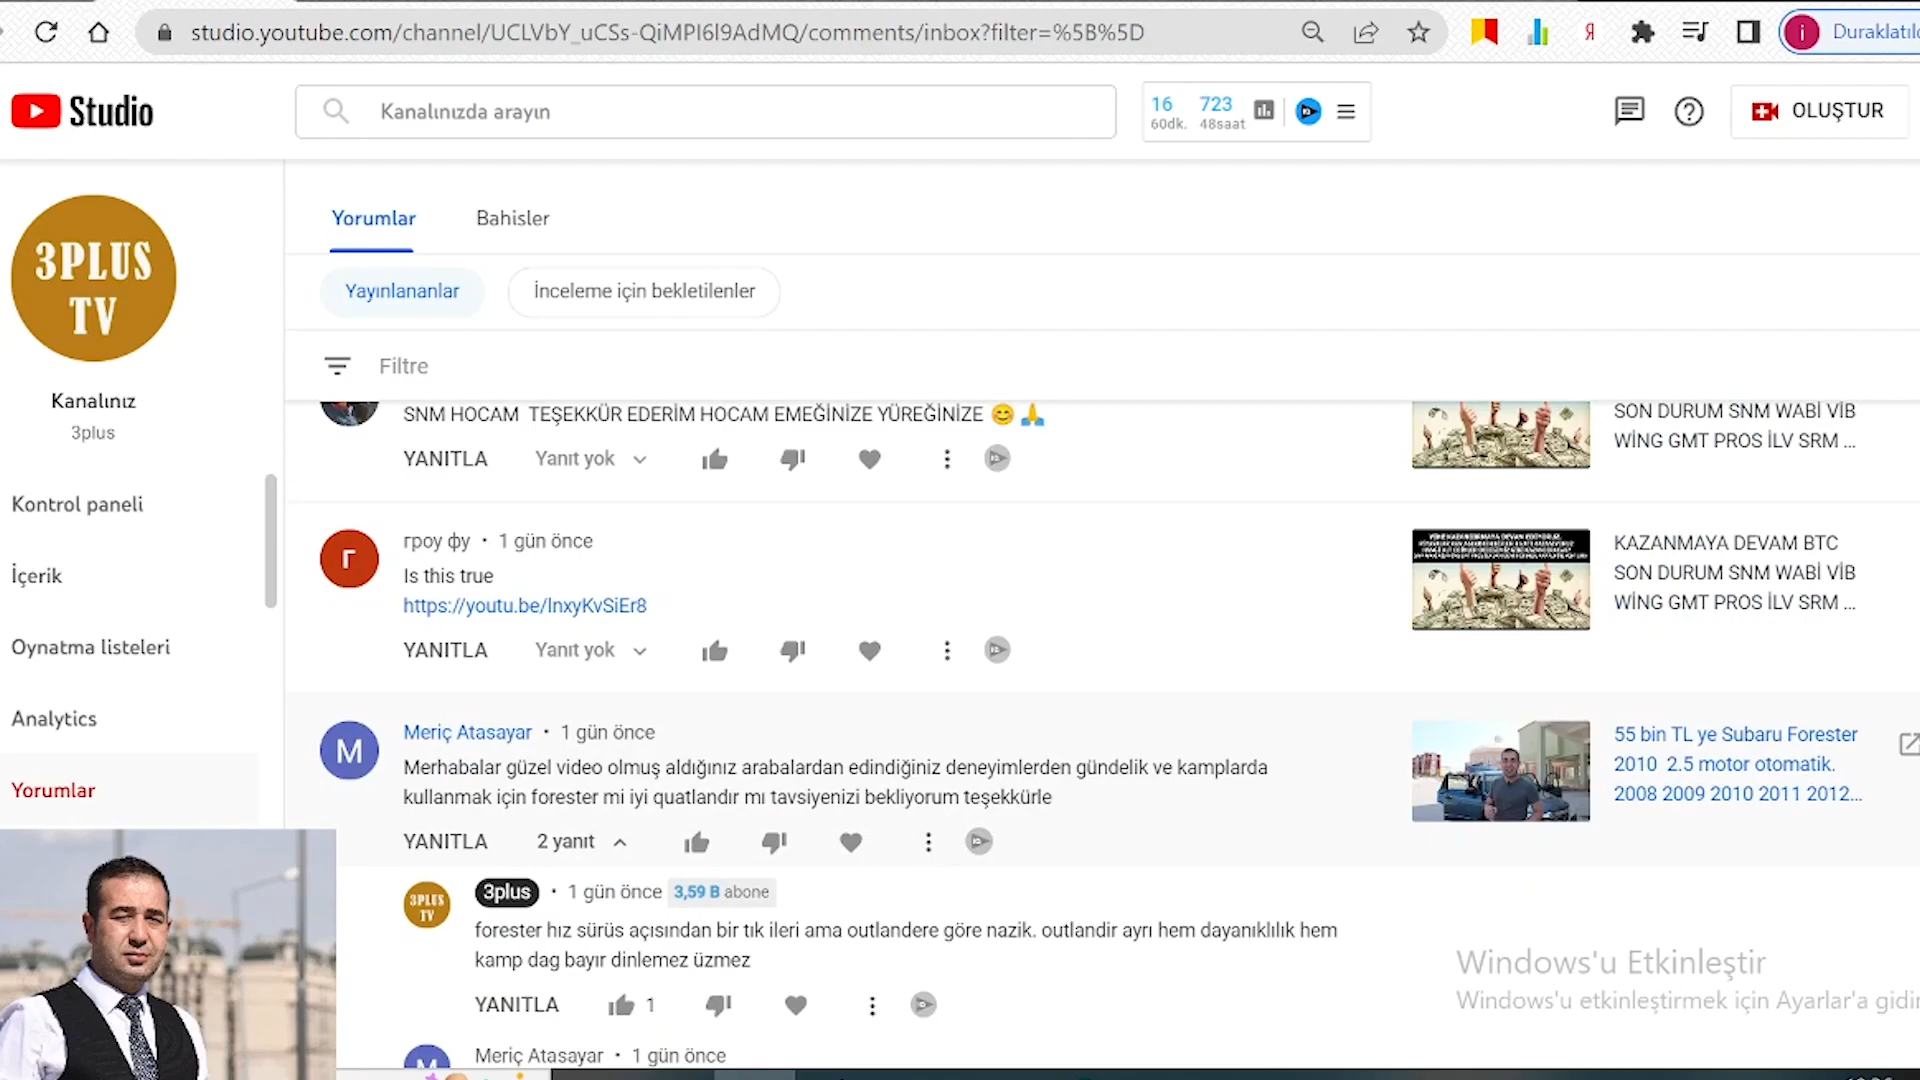 studio.youtube.com/channel/UCLVbY_uCSs-QiMPI6l9AdMQ/comments/inbox?filter=%5B%5D
Я
i
Duraklatıld
Studio
Kanalınızda arayın
16 723
60dk. 48saat
OLUŞTUR
3PLUS
TV
Kanalınız
3plus
Kontrol paneli
İçerik
Oynatma listeleri
Analytics
Yorumlar
Yorumlar Bahisler
Yayınlananlar İnceleme için bekletilenler
Filtre
SNM HOCAM TEŞEKKÜR EDERİM HOCAM EMEĞİNİZE YÜREĞİNİZE 😊 🙏
YANITLA Yanıt yok
SON DURUM SNM WABİ VİB
WİNG GMT PROS İLV SRM ...
г
гроу фу • 1 gün önce
Is this true
https://youtu.be/lnxyKvSiEr8
YANITLA Yanıt yok
KAZANMAYA DEVAM BTC
SON DURUM SNM WABİ VİB
WİNG GMT PROS İLV SRM ...
M
Meriç Atasayar • 1 gün önce
Merhabalar güzel video olmuş aldığınız arabalardan edindiğiniz deneyimlerden gündelik ve kamplarda
kullanmak için forester mi iyi quatlandır mı tavsiyenizi bekliyorum teşekkürle
YANITLA 2 yanıt
55 bin TL ye Subaru Forester
2010 2.5 motor otomatik.
2008 2009 2010 2011 2012...
3PLUS
TV
3plus • 1 gün önce 3,59 B abone
forester hız sürüs açısından bir tık ileri ama outlandere göre nazik. outlandir ayrı hem dayanıklılık hem
kamp dag bayır dinlemez üzmez
YANITLA 1
M
Meriç Atasayar • 1 gün önce
Windows'u Etkinleştir
Windows'u etkinleştirmek için Ayarlar'a gidin